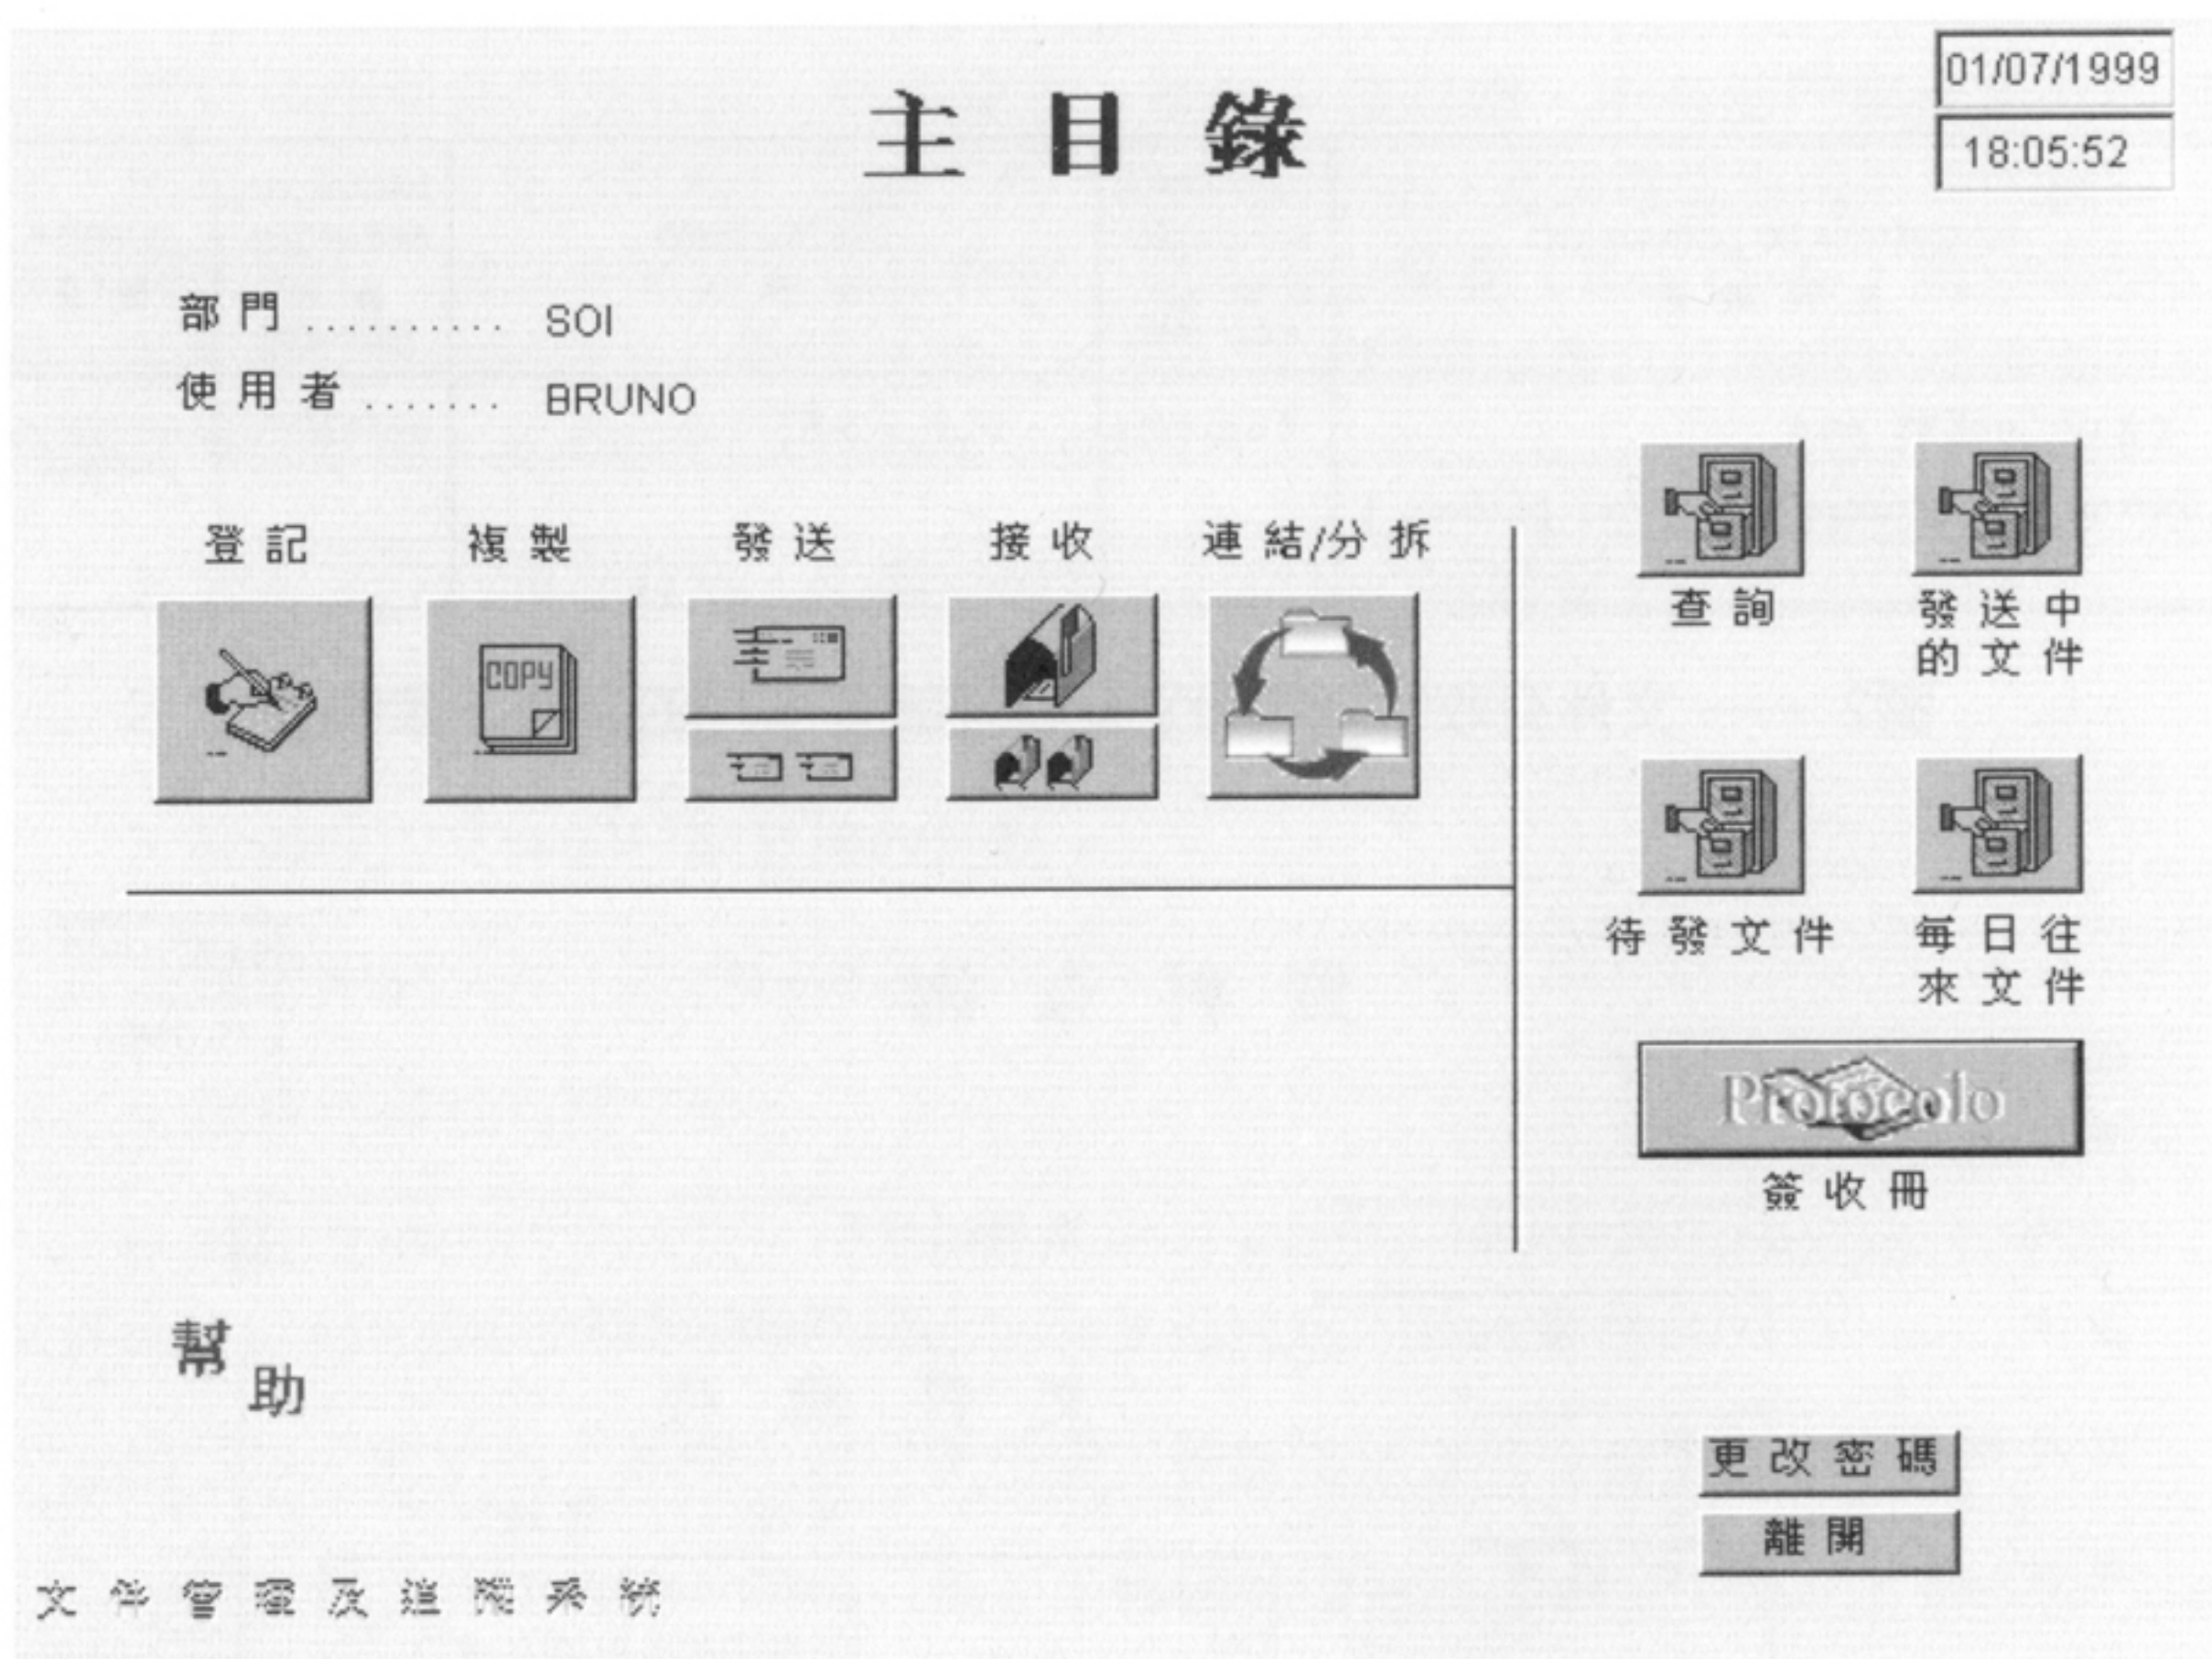 01/07/1999
主目錄
18:05:52
部門 .......... SOI
使用者 ....... BRUNO
登記 複製 發送 接收 連結/分拆
COPY
查詢
發送中
的文件
待發文件
每日往
來文件
Protocolo
簽收冊
幫
助
更改密碼
離開
文件管理及追蹤系統